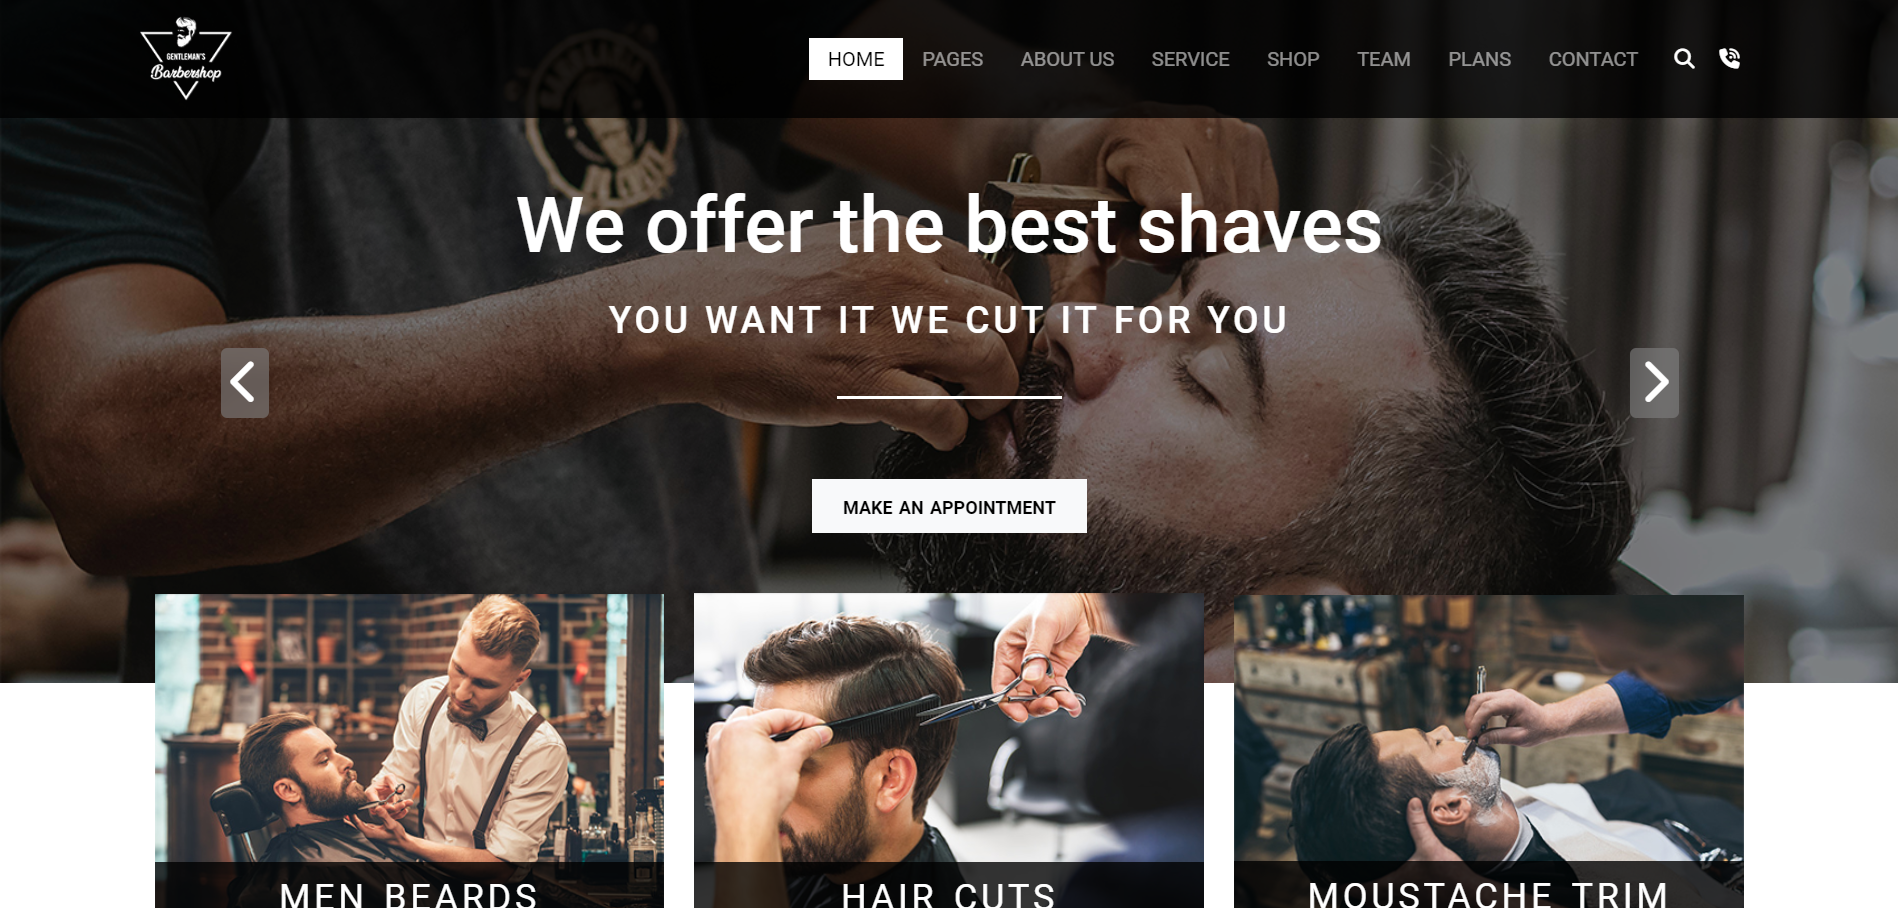 GENTLEMAN'S
Barbershop
HOME PAGES ABOUT US SERVICE SHOP TEAM PLANS CONTACT
We offer the best shaves
YOU WANT IT WE CUT IT FOR YOU
MAKE AN APPOINTMENT
MEN BEARDS
HAIR CUTS
MOUSTACHE TRIM